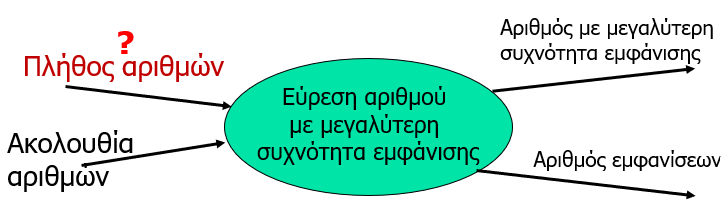 ?
Πλήθος αριθμών
Ακολουθία
αριθμών
Εύρεση αριθμού
με μεγαλύτερη
συχνότητα εμφάνισης
Αριθμός με μεγαλύτερη
συχνότητα εμφάνισης
Αριθμός εμφανίσεων